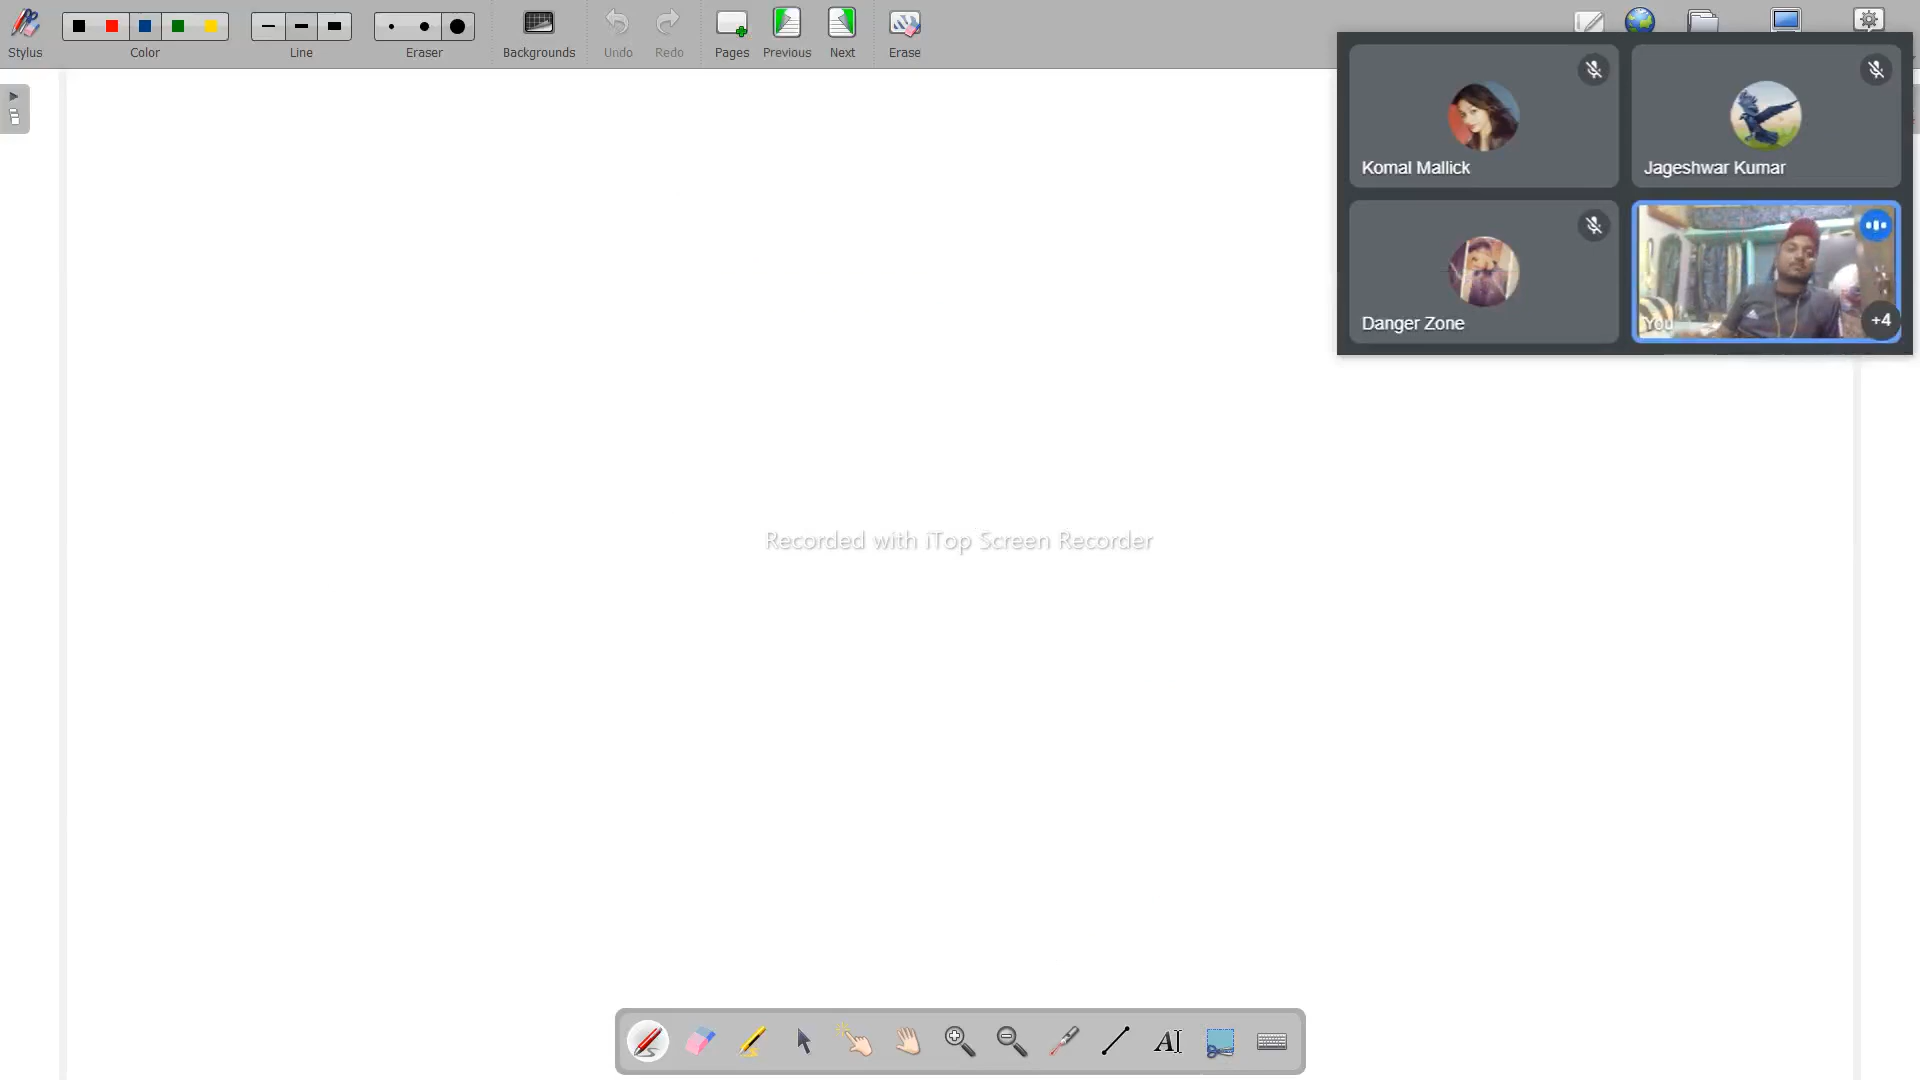 Stylus
Color
Line
Eraser
Backgrounds
Undo
Redo
Pages
Previous
Next
Erase
Komal Mallick
Jageshwar Kumar
Danger Zone
You
+4
Recorded with iTop Screen Recorder
AI